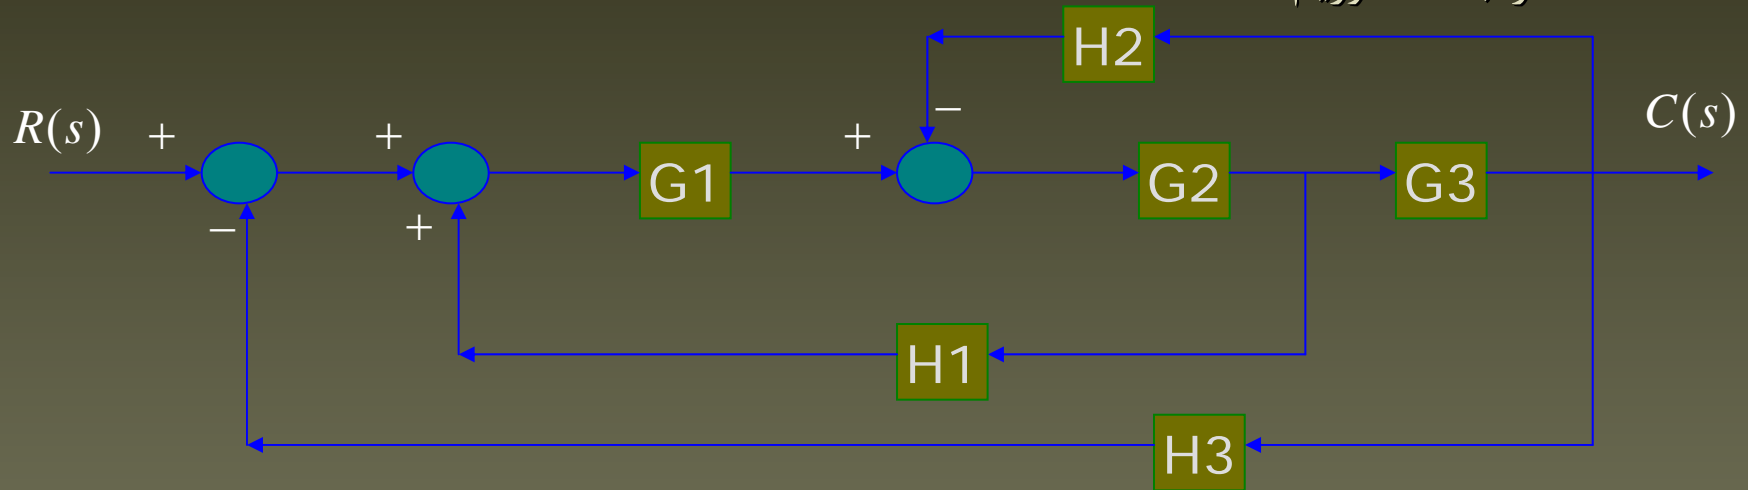 H2
−
R(s) + + + C(s)
G1 G2 G3
− +
H1
H3